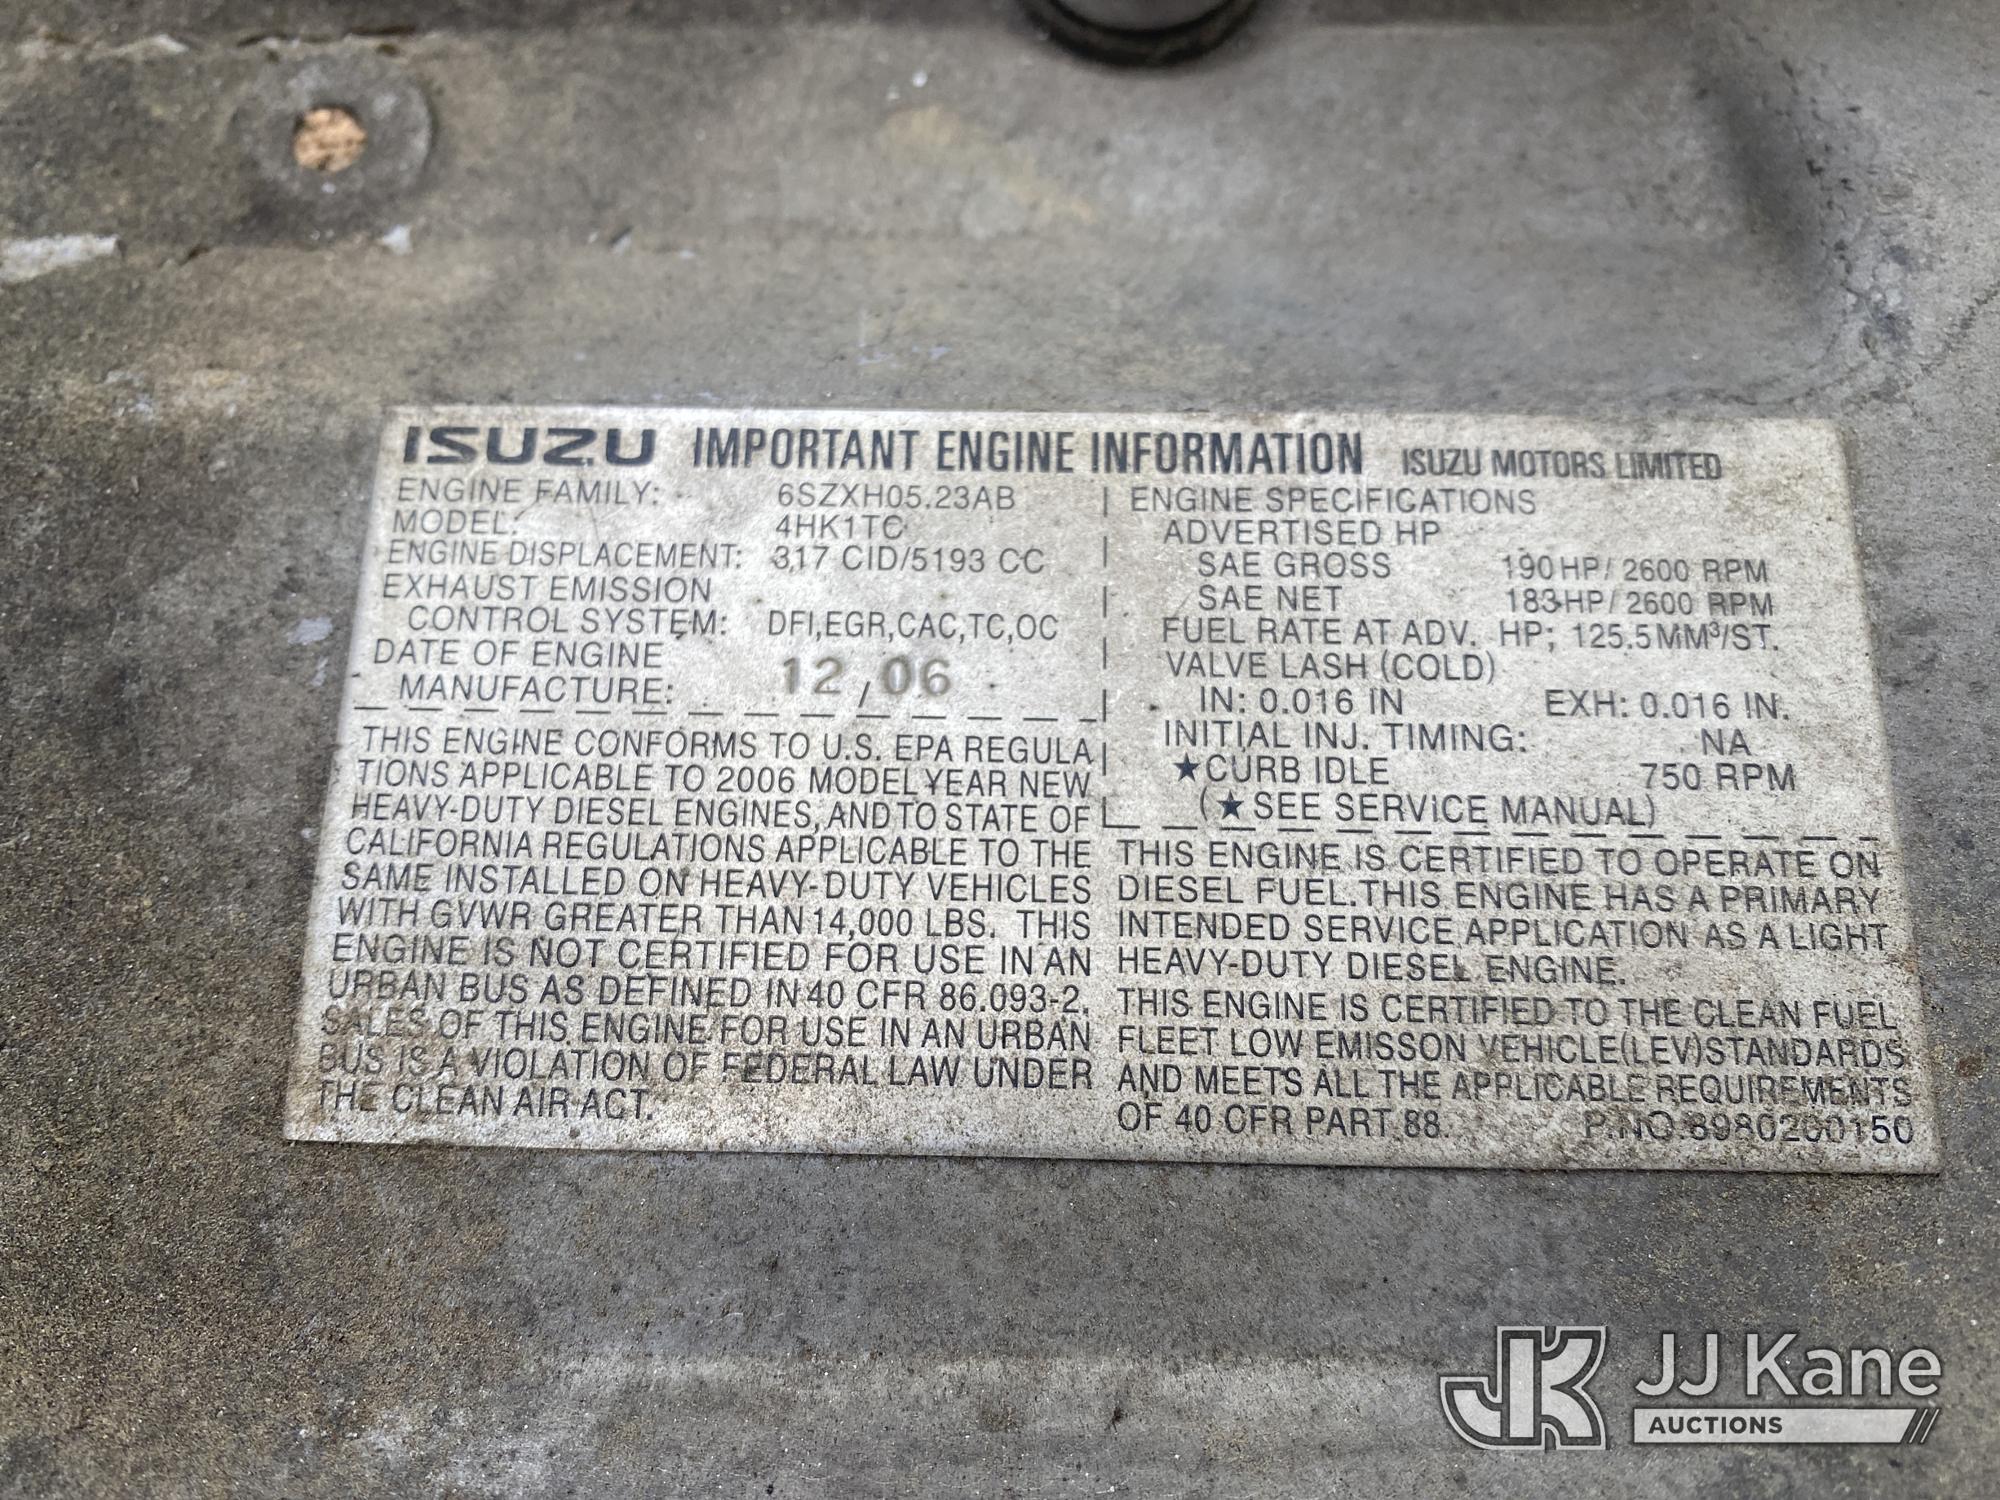 ISUZU IMPORTANT ENGINE INFORMATION ISUZU MOTORS LIMITED
ENGINE FAMILY: 6SZXH05.23AB
MODEL: 4HK1TC
ENGINE DISPLACEMENT: 317 CID/5193 CC
EXHAUST EMISSION
CONTROL SYSTEM: DFI,EGR,CAC,TC,OC
DATE OF ENGINE
MANUFACTURE: 12/06
THIS ENGINE CONFORMS TO U.S. EPA REGULA
TIONS APPLICABLE TO 2006 MODEL YEAR NEW
HEAVY-DUTY DIESEL ENGINES, AND TO STATE OF
CALIFORNIA REGULATIONS APPLICABLE TO THE
SAME INSTALLED ON HEAVY-DUTY VEHICLES
WITH GVWR GREATER THAN 14,000 LBS. THIS
ENGINE IS NOT CERTIFIED FOR USE IN AN
URBAN BUS AS DEFINED IN 40 CFR 86.093-2.
SALES OF THIS ENGINE FOR USE IN AN URBAN
BUS IS A VIOLATION OF FEDERAL LAW UNDER
THE CLEAN AIR ACT.
ENGINE SPECIFICATIONS
ADVERTISED HP
SAE GROSS 190 HP/ 2600 RPM
SAE NET 183 HP/ 2600 RPM
FUEL RATE AT ADV. HP; 125.5 MM³/ST.
VALVE LASH (COLD)
IN: 0.016 IN EXH: 0.016 IN.
INITIAL INJ. TIMING: NA
★CURB IDLE 750 RPM
(★ SEE SERVICE MANUAL)
THIS ENGINE IS CERTIFIED TO OPERATE ON
DIESEL FUEL. THIS ENGINE HAS A PRIMARY
INTENDED SERVICE APPLICATION AS A LIGHT
HEAVY-DUTY DIESEL ENGINE.
THIS ENGINE IS CERTIFIED TO THE CLEAN FUEL
FLEET LOW EMISSON VEHICLE(LEV)STANDARDS
AND MEETS ALL THE APPLICABLE REQUIREMENTS
OF 40 CFR PART 88. P.NO.8980200150
JK JJ Kane
AUCTIONS